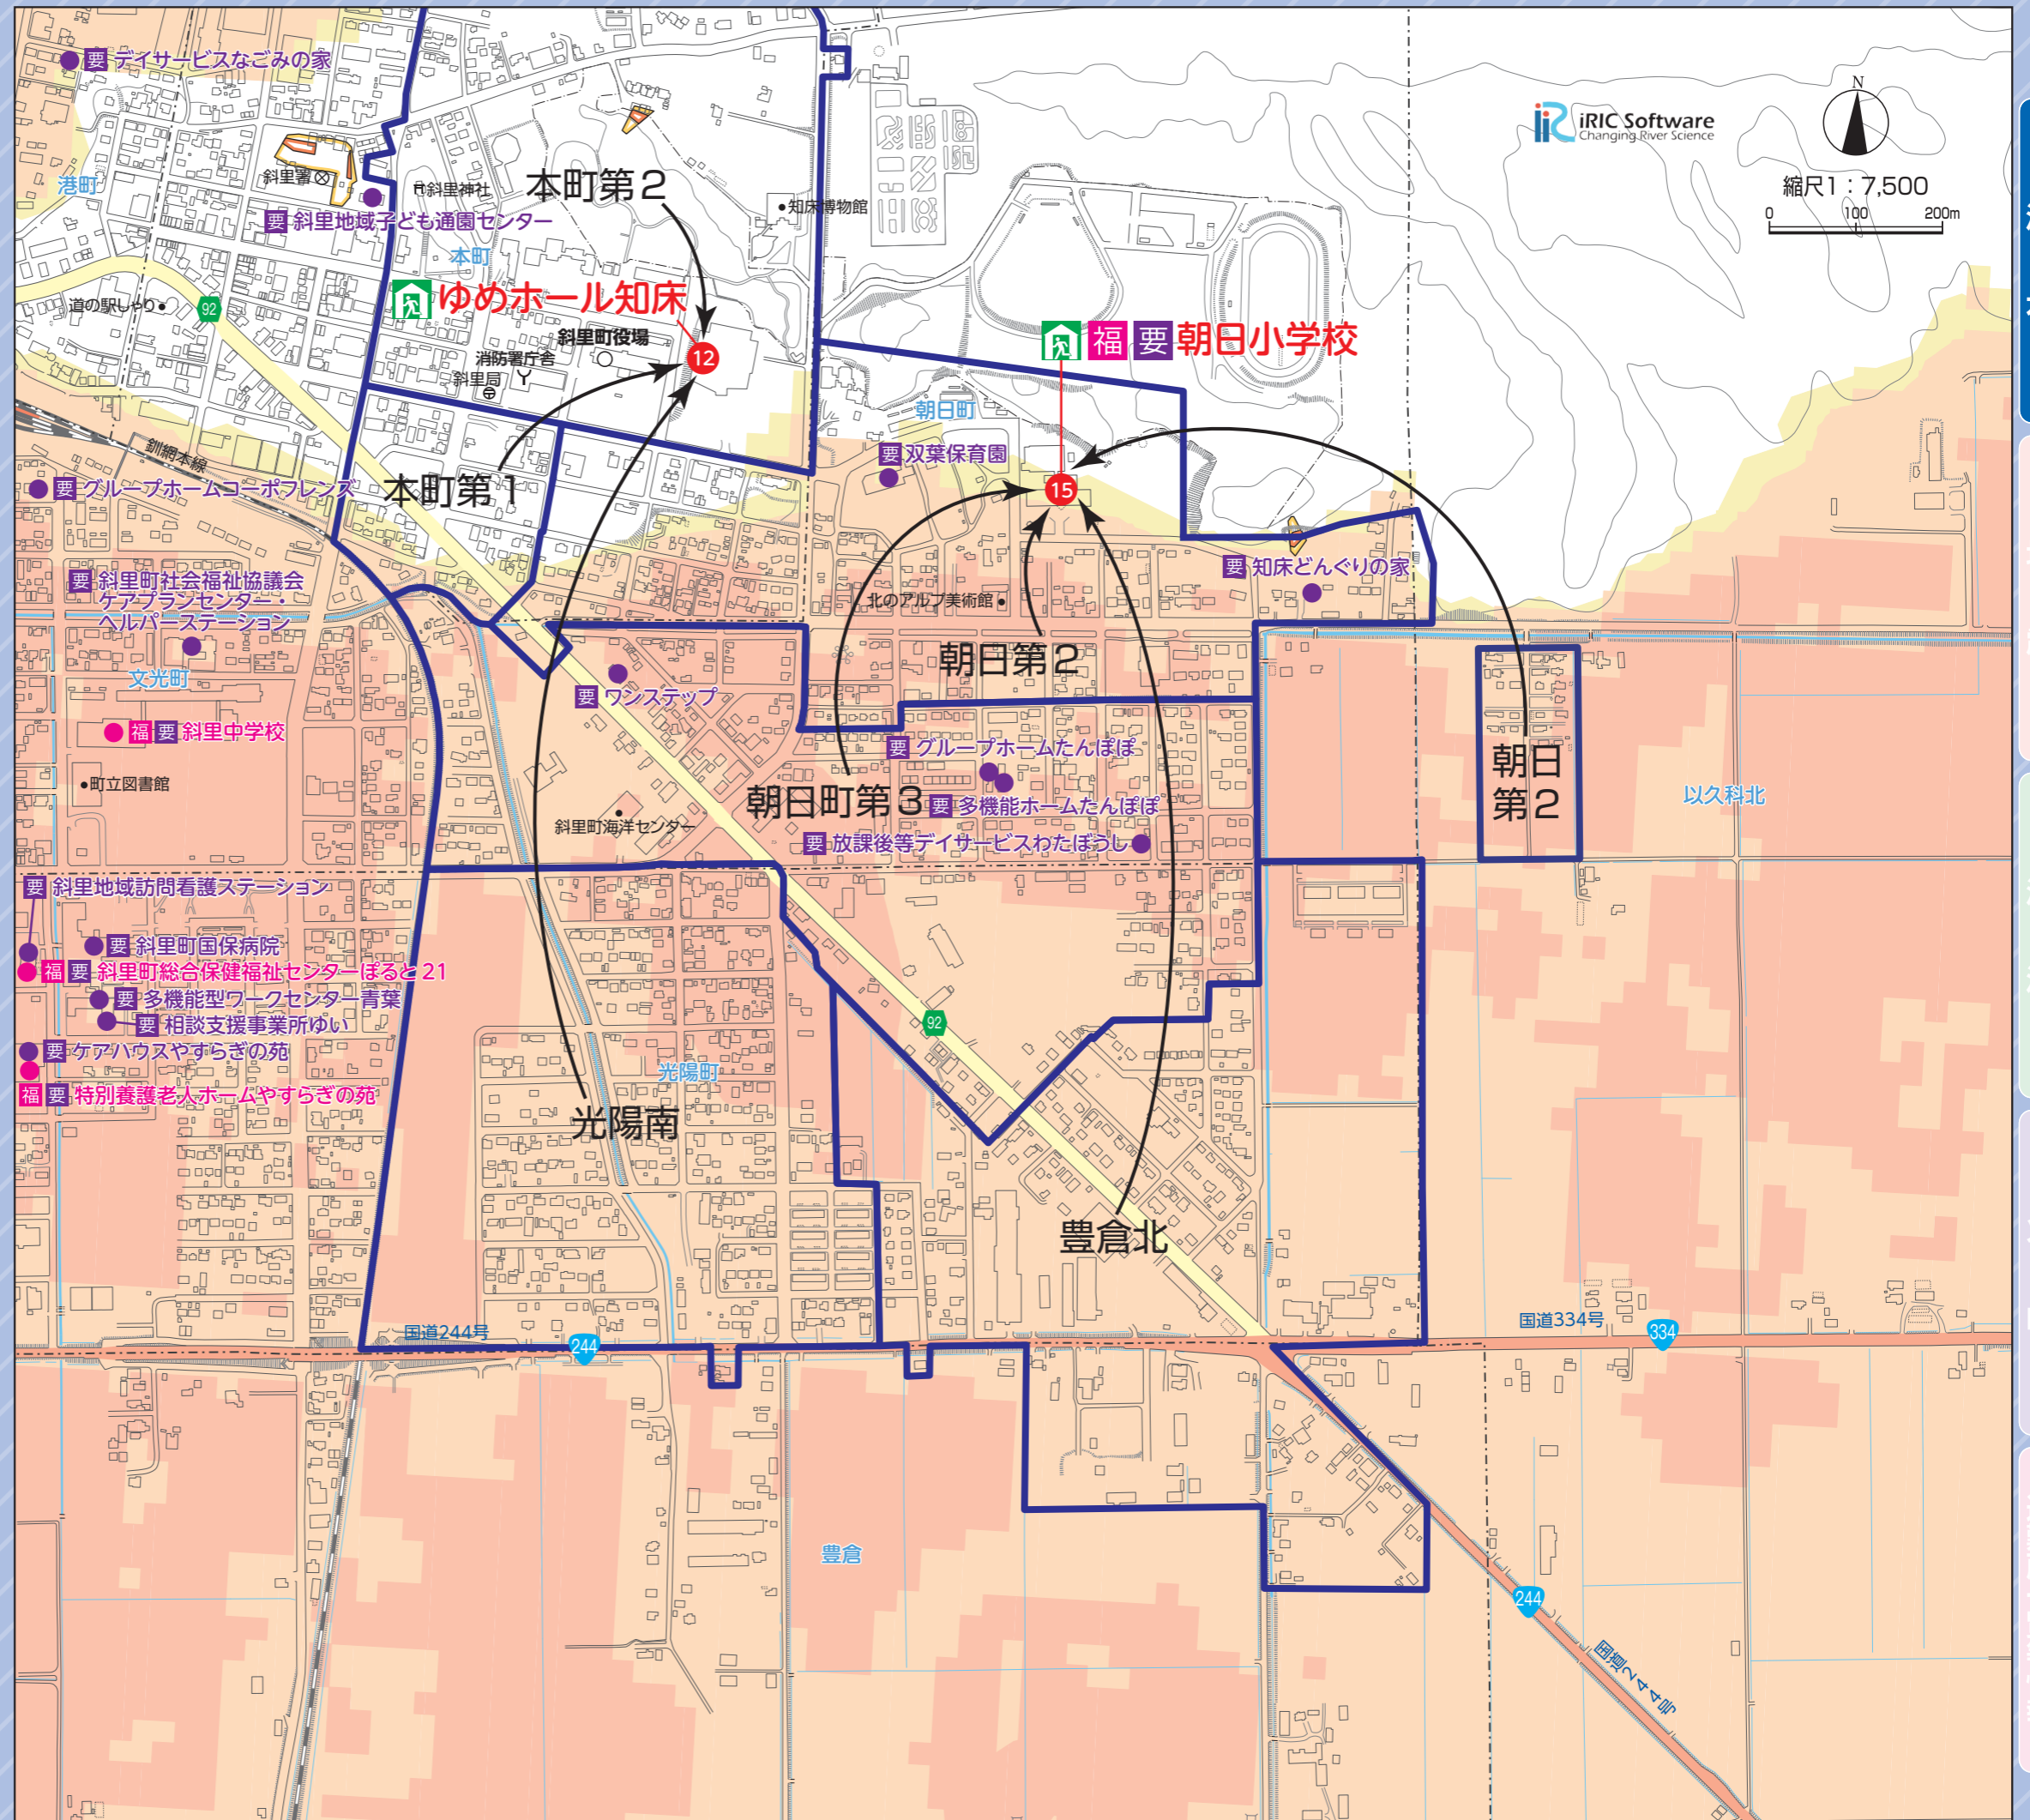 要 デイサービスなごみの家
iRIC Software
Changing River Science
N
縮尺1：7,500
0 100 200m
港町
斜里署
斜里神社
本町第2
知床博物館
要 斜里地域子ども通園センター
本町
道の駅しゃり
92
ゆめホール知床
斜里町役場
消防署庁舎
斜里局
12
福 要 朝日小学校
朝日町
釧網本線
要 グループホームコーポフレンズ
本町第1
要 双葉保育園
15
要 知床どんぐりの家
要 斜里町社会福祉協議会
ケアプランセンター・
ヘルパーステーション
北のアルプ美術館
文光町
要 ワンステップ
朝日第2
福 要 斜里中学校
町立図書館
要 グループホームたんぽぽ
朝日
第2
以久科北
朝日町第3
要 多機能ホームたんぽぽ
斜里町海洋センター
要 放課後等デイサービスわたぼうし
要 斜里地域訪問看護ステーション
要 斜里町国保病院
福 要 斜里町総合保健福祉センターぽると21
要 多機能型ワークセンター青葉
要 相談支援事業所ゆい
92
要 ケアハウスやすらぎの苑
福 要 特別養護老人ホームやすらぎの苑
光陽町
光陽南
豊倉北
国道244号
244
国道334号
334
豊倉
244
国道244号